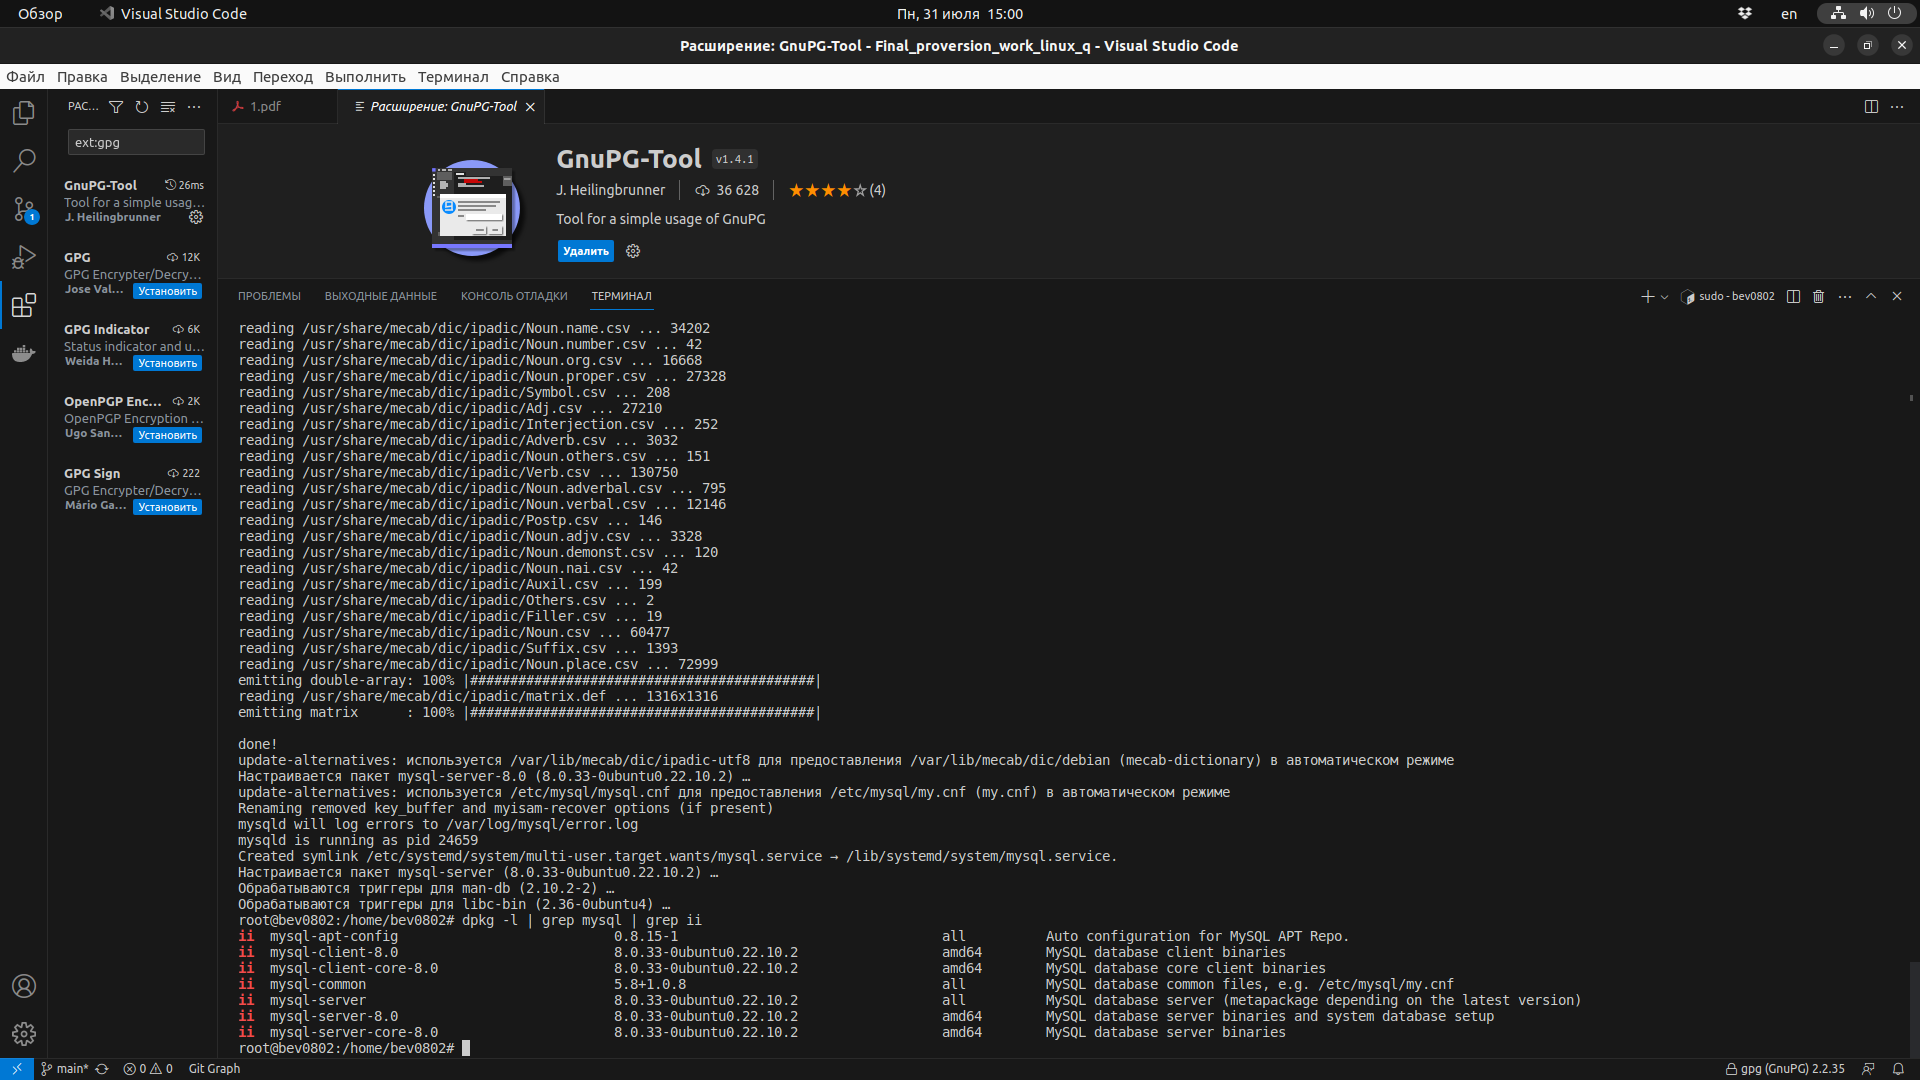 Обзор
Visual Studio Code
Пн, 31 июля 15:00
en
Расширение: GnuPG-Tool - Final_proversion_work_linux_q - Visual Studio Code
Файл Правка Выделение Вид Переход Выполнить Терминал Справка
РАС...
1.pdf
Расширение: GnuPG-Tool
ext:gpg
GnuPG-Tool 26ms
Tool for a simple usag...
J. Heilingbrunner
GPG 12K
GPG Encrypter/Decry...
Jose Val... Установить
GPG Indicator 6K
Status indicator and u...
Weida H... Установить
OpenPGP Enc... 2K
OpenPGP Encryption ...
Ugo San... Установить
GPG Sign 222
GPG Encrypter/Decry...
Mário Ga... Установить
1
GnuPG-Tool v1.4.1
J. Heilingbrunner 36 628 ★★★★☆(4)
Tool for a simple usage of GnuPG
Удалить
ПРОБЛЕМЫ ВЫХОДНЫЕ ДАННЫЕ КОНСОЛЬ ОТЛАДКИ ТЕРМИНАЛ
sudo - bev0802
reading /usr/share/mecab/dic/ipadic/Noun.name.csv ... 34202
reading /usr/share/mecab/dic/ipadic/Noun.number.csv ... 42
reading /usr/share/mecab/dic/ipadic/Noun.org.csv ... 16668
reading /usr/share/mecab/dic/ipadic/Noun.proper.csv ... 27328
reading /usr/share/mecab/dic/ipadic/Symbol.csv ... 208
reading /usr/share/mecab/dic/ipadic/Adj.csv ... 27210
reading /usr/share/mecab/dic/ipadic/Interjection.csv ... 252
reading /usr/share/mecab/dic/ipadic/Adverb.csv ... 3032
reading /usr/share/mecab/dic/ipadic/Noun.others.csv ... 151
reading /usr/share/mecab/dic/ipadic/Verb.csv ... 130750
reading /usr/share/mecab/dic/ipadic/Noun.adverbal.csv ... 795
reading /usr/share/mecab/dic/ipadic/Noun.verbal.csv ... 12146
reading /usr/share/mecab/dic/ipadic/Postp.csv ... 146
reading /usr/share/mecab/dic/ipadic/Noun.adjv.csv ... 3328
reading /usr/share/mecab/dic/ipadic/Noun.demonst.csv ... 120
reading /usr/share/mecab/dic/ipadic/Noun.nai.csv ... 42
reading /usr/share/mecab/dic/ipadic/Auxil.csv ... 199
reading /usr/share/mecab/dic/ipadic/Others.csv ... 2
reading /usr/share/mecab/dic/ipadic/Filler.csv ... 19
reading /usr/share/mecab/dic/ipadic/Noun.csv ... 60477
reading /usr/share/mecab/dic/ipadic/Suffix.csv ... 1393
reading /usr/share/mecab/dic/ipadic/Noun.place.csv ... 72999
emitting double-array: 100% |###########################################|
reading /usr/share/mecab/dic/ipadic/matrix.def ... 1316x1316
emitting matrix      : 100% |###########################################|
done!
update-alternatives: используется /var/lib/mecab/dic/ipadic-utf8 для предоставления /var/lib/mecab/dic/debian (mecab-dictionary) в автоматическом режиме
Настраивается пакет mysql-server-8.0 (8.0.33-0ubuntu0.22.10.2) …
update-alternatives: используется /etc/mysql/mysql.cnf для предоставления /etc/mysql/my.cnf (my.cnf) в автоматическом режиме
Renaming removed key_buffer and myisam-recover options (if present)
mysqld will log errors to /var/log/mysql/error.log
mysqld is running as pid 24659
Created symlink /etc/systemd/system/multi-user.target.wants/mysql.service → /lib/systemd/system/mysql.service.
Настраивается пакет mysql-server (8.0.33-0ubuntu0.22.10.2) …
Обрабатываются триггеры для man-db (2.10.2-2) …
Обрабатываются триггеры для libc-bin (2.36-0ubuntu4) …
root@bev0802:/home/bev0802# dpkg -l | grep mysql | grep ii
ii  mysql-apt-config 0.8.15-1 all Auto configuration for MySQL APT Repo.
ii  mysql-client-8.0 8.0.33-0ubuntu0.22.10.2 amd64 MySQL database client binaries
ii  mysql-client-core-8.0 8.0.33-0ubuntu0.22.10.2 amd64 MySQL database core client binaries
ii  mysql-common 5.8+1.0.8 all MySQL database common files, e.g. /etc/mysql/my.cnf
ii  mysql-server 8.0.33-0ubuntu0.22.10.2 all MySQL database server (metapackage depending on the latest version)
ii  mysql-server-8.0 8.0.33-0ubuntu0.22.10.2 amd64 MySQL database server binaries and system database setup
ii  mysql-server-core-8.0 8.0.33-0ubuntu0.22.10.2 amd64 MySQL database server binaries
root@bev0802:/home/bev0802#
main* 0 0 Git Graph
gpg (GnuPG) 2.2.35